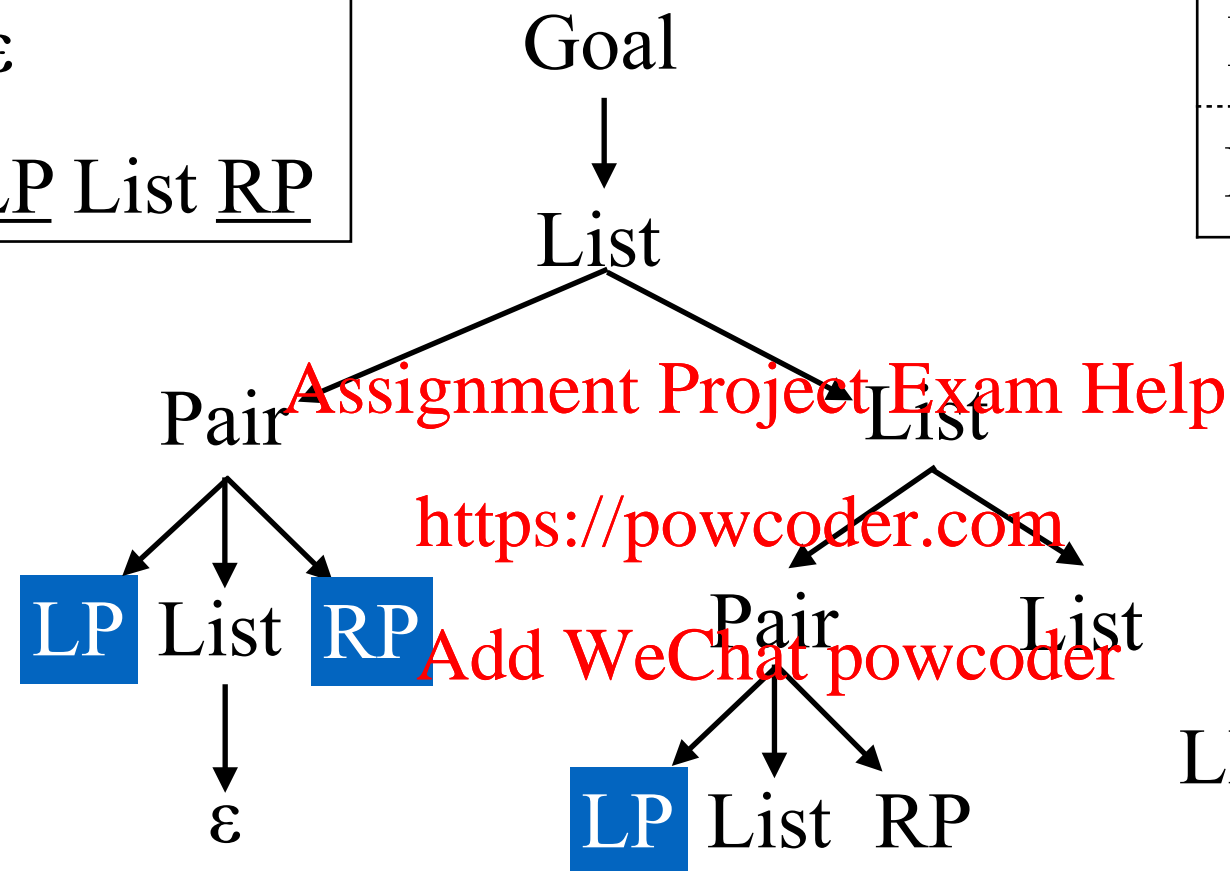 ε
Goal
LP List RP
List
Assignment Project Exam Help
Pair List
https://powcoder.com
LP List RP Pair List
Add WeChat powcoder
ε LP List RP